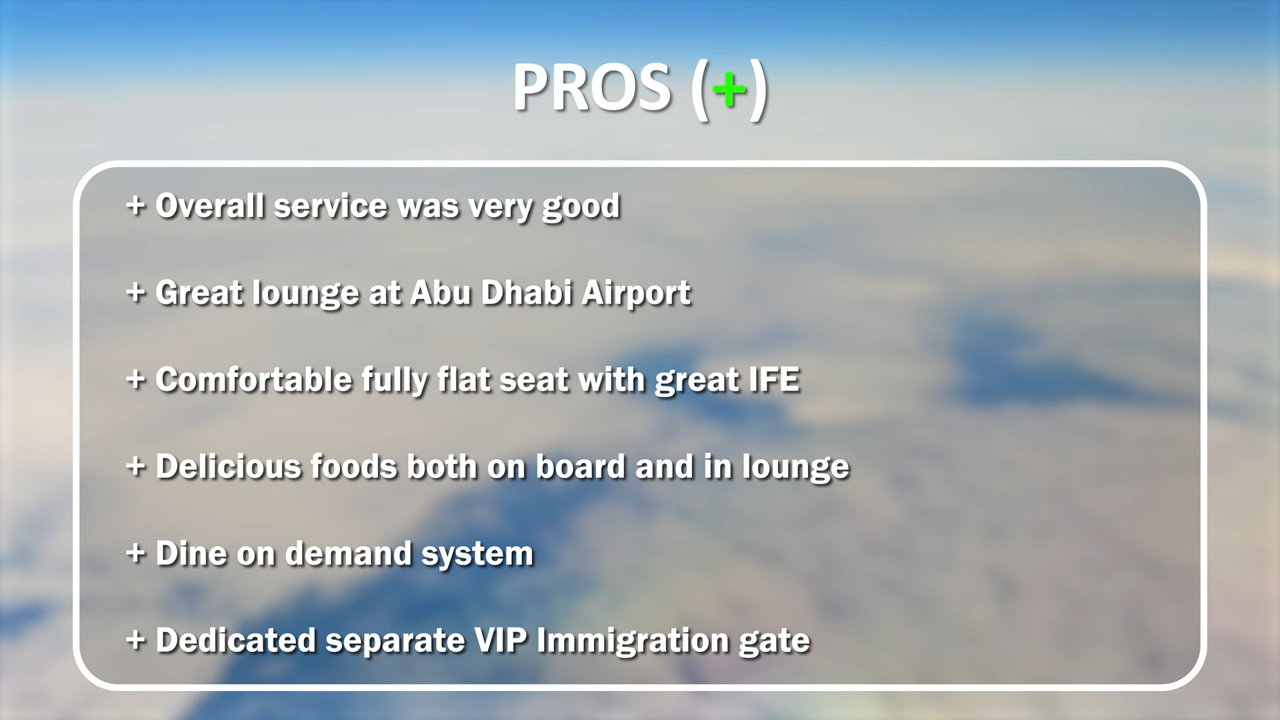 PROS (+)
+ Overall service was very good
+ Great lounge at Abu Dhabi Airport
+ Comfortable fully flat seat with great IFE
+ Delicious foods both on board and in lounge
+ Dine on demand system
+ Dedicated separate VIP Immigration gate